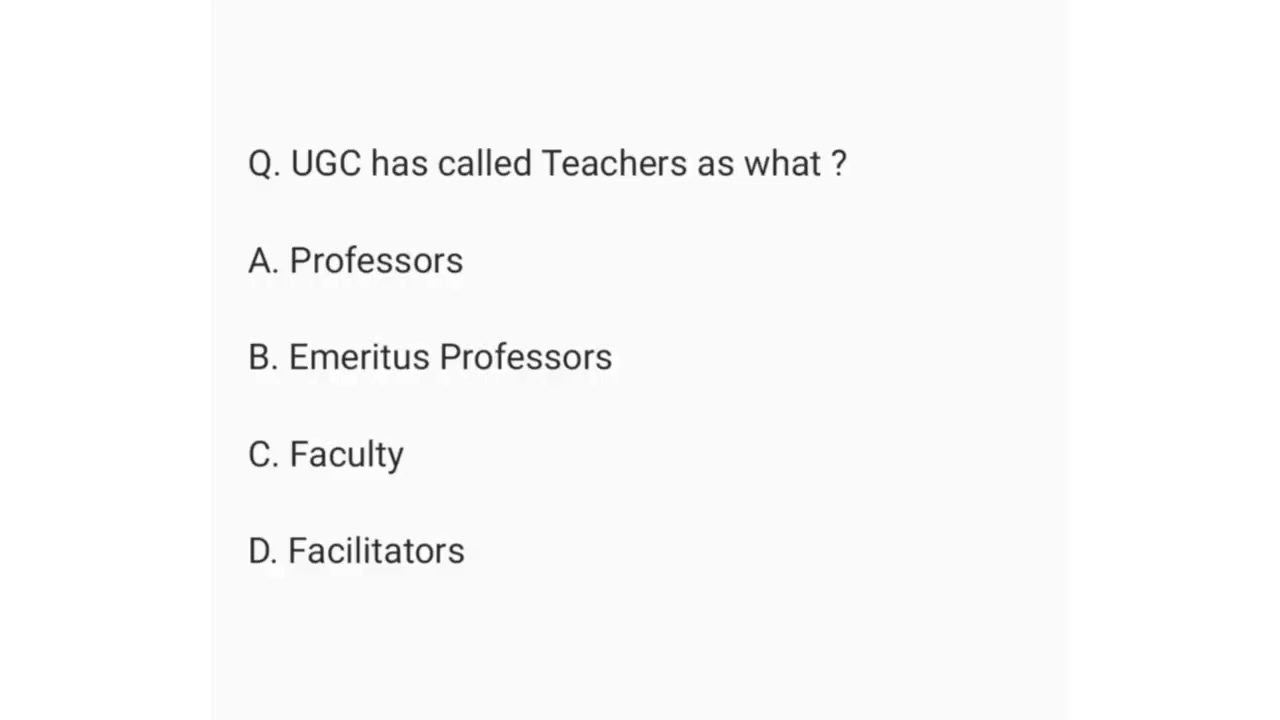 Q. UGC has called Teachers as what ?
A. Professors
B. Emeritus Professors
C. Faculty
D. Facilitators